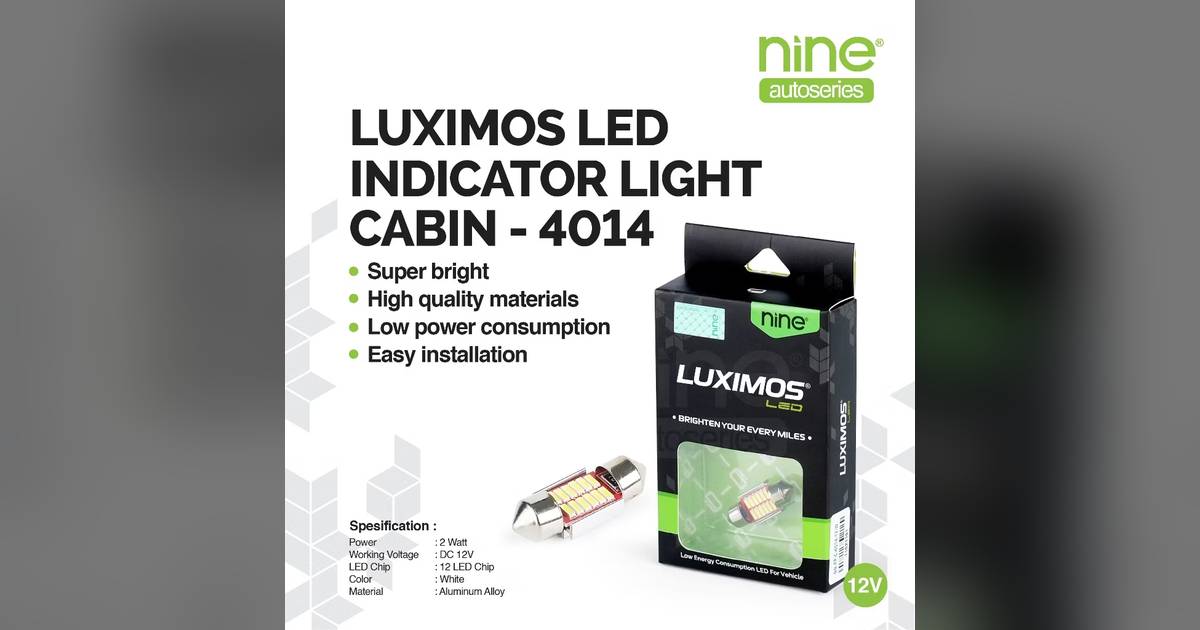 nine®
autoseries
LUXIMOS LED
INDICATOR LIGHT
CABIN - 4014
• Super bright
• High quality materials
• Low power consumption
• Easy installation
nine
nine®
LUXIMOS®
LED
• BRIGHTEN YOUR EVERY MILES •
LUXIMOS®
Low Energy Consumption LED For Vehicle
12V
Spesification :
Power : 2 Watt
Working Voltage : DC 12V
LED Chip : 12 LED Chip
Color : White
Material : Aluminum Alloy